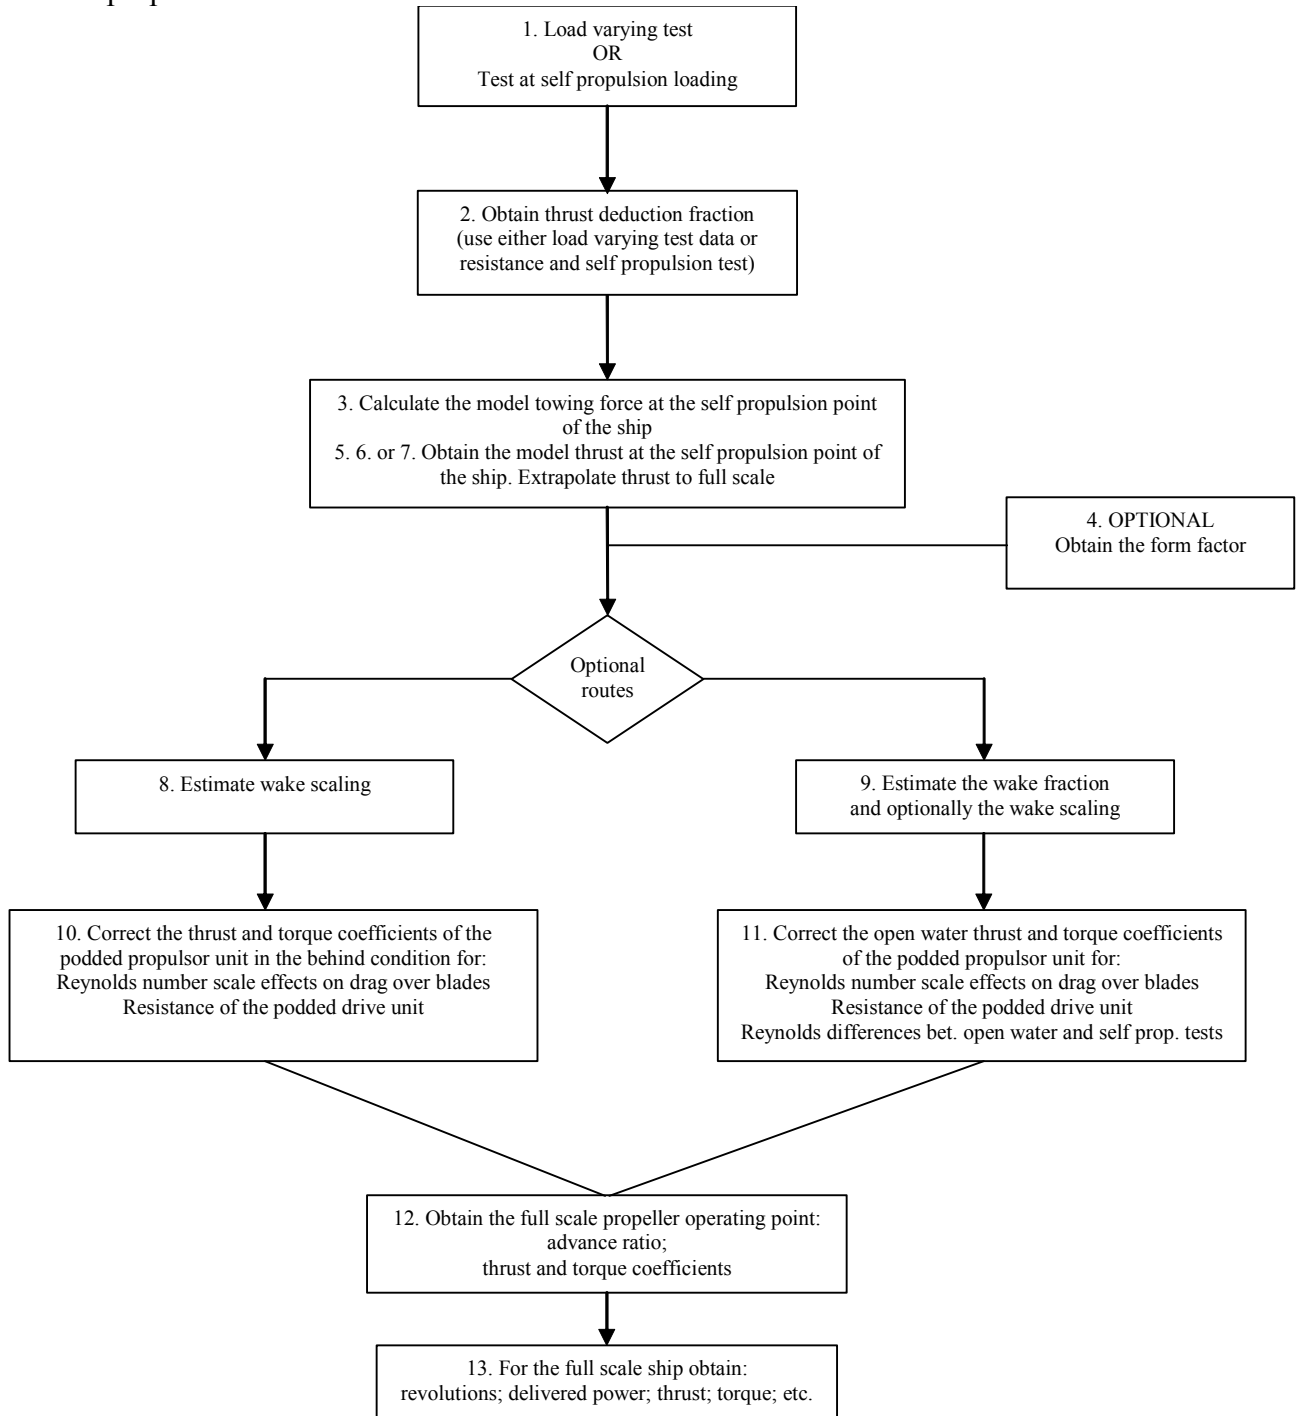 1. Load varying test
OR
Test at self propulsion loading
2. Obtain thrust deduction fraction
(use either load varying test data or
resistance and self propulsion test)
3. Calculate the model towing force at the self propulsion point
of the ship
5. 6. or 7. Obtain the model thrust at the self propulsion point of
the ship. Extrapolate thrust to full scale
4. OPTIONAL
Obtain the form factor
Optional
routes
8. Estimate wake scaling
9. Estimate the wake fraction
and optionally the wake scaling
10. Correct the thrust and torque coefficients of the
podded propulsor unit in the behind condition for:
Reynolds number scale effects on drag over blades
Resistance of the podded drive unit
11. Correct the open water thrust and torque coefficients
of the podded propulsor unit for:
Reynolds number scale effects on drag over blades
Resistance of the podded drive unit
Reynolds differences bet. open water and self prop. tests
12. Obtain the full scale propeller operating point:
advance ratio;
thrust and torque coefficients
13. For the full scale ship obtain:
revolutions; delivered power; thrust; torque; etc.